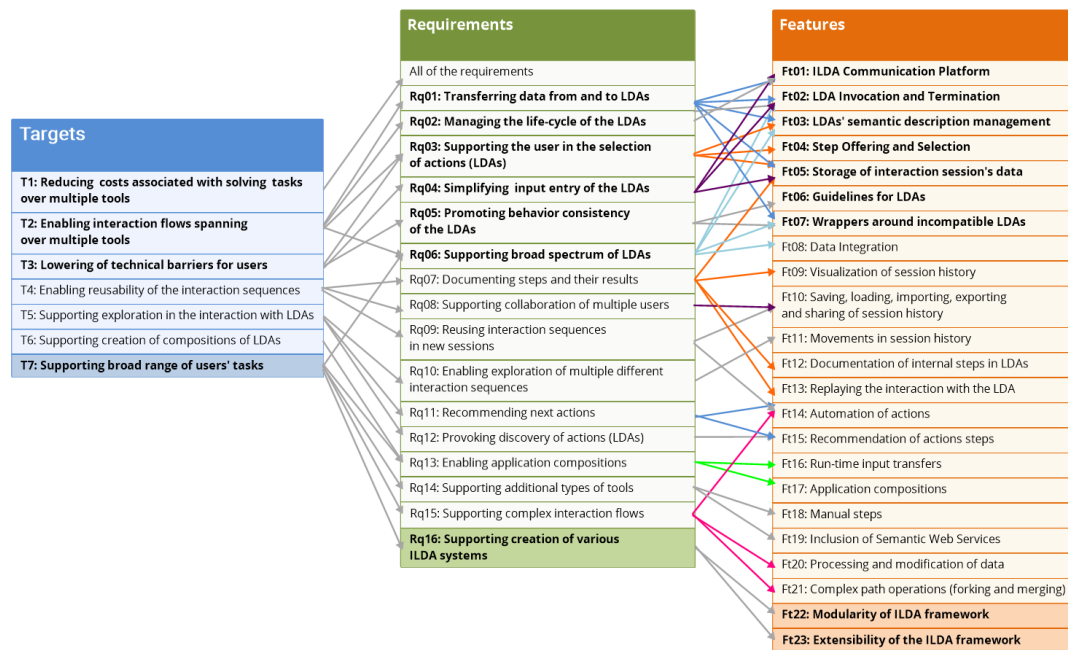 Targets
T1: Reducing costs associated with solving tasks
over multiple tools
T2: Enabling interaction flows spanning
over multiple tools
T3: Lowering of technical barriers for users
T4: Enabling reusability of the interaction sequences
T5: Supporting exploration in the interaction with LDAs
T6: Supporting creation of compositions of LDAs
T7: Supporting broad range of users' tasks
Requirements
All of the requirements
Rq01: Transferring data from and to LDAs
Rq02: Managing the life-cycle of the LDAs
Rq03: Supporting the user in the selection
of actions (LDAs)
Rq04: Simplifying input entry of the LDAs
Rq05: Promoting behavior consistency
of the LDAs
Rq06: Supporting broad spectrum of LDAs
Rq07: Documenting steps and their results
Rq08: Supporting collaboration of multiple users
Rq09: Reusing interaction sequences
in new sessions
Rq10: Enabling exploration of multiple different
interaction sequences
Rq11: Recommending next actions
Rq12: Provoking discovery of actions (LDAs)
Rq13: Enabling application compositions
Rq14: Supporting additional types of tools
Rq15: Supporting complex interaction flows
Rq16: Supporting creation of various
ILDA systems
Features
Ft01: ILDA Communication Platform
Ft02: LDA Invocation and Termination
Ft03: LDAs' semantic description management
Ft04: Step Offering and Selection
Ft05: Storage of interaction session's data
Ft06: Guidelines for LDAs
Ft07: Wrappers around incompatible LDAs
Ft08: Data Integration
Ft09: Visualization of session history
Ft10: Saving, loading, importing, exporting
and sharing of session history
Ft11: Movements in session history
Ft12: Documentation of internal steps in LDAs
Ft13: Replaying the interaction with the LDA
Ft14: Automation of actions
Ft15: Recommendation of actions steps
Ft16: Run-time input transfers
Ft17: Application compositions
Ft18: Manual steps
Ft19: Inclusion of Semantic Web Services
Ft20: Processing and modification of data
Ft21: Complex path operations (forking and merging)
Ft22: Modularity of ILDA framework
Ft23: Extensibility of the ILDA framework